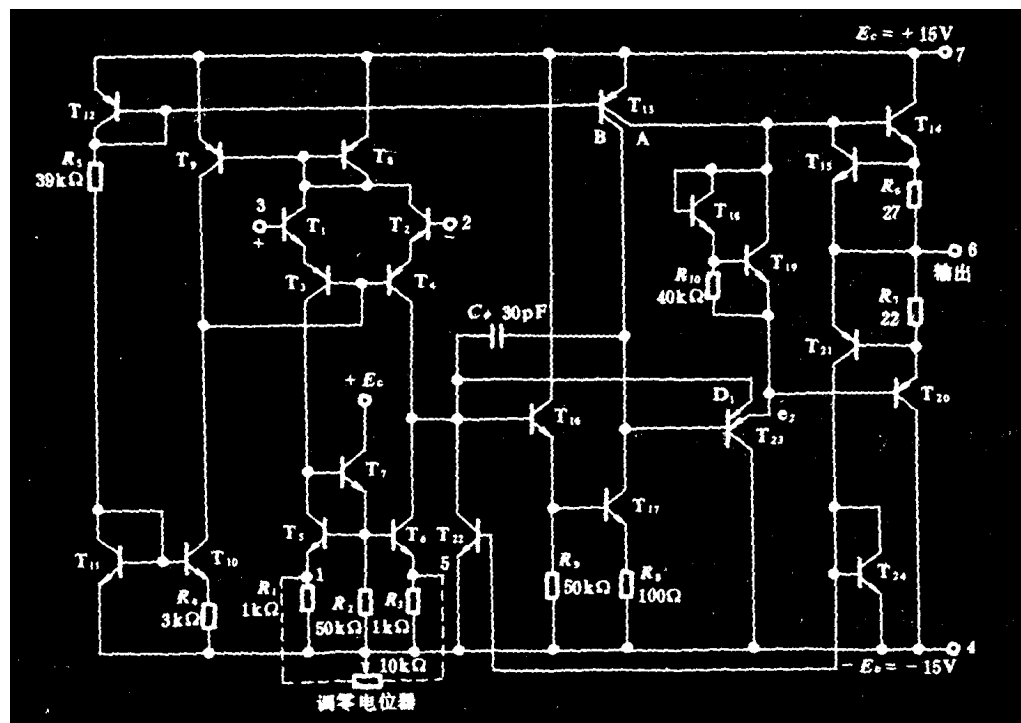 Ec = +15V
7
T12
T13
B
A
T14
T9
T8
T15
R5
39kΩ
R6
27
3
+
T1
T2
2
−
T18
6
输出
T3
T4
R10
40kΩ
T19
R7
22
C4 30pF
T21
+Ec
D1
T20
T16
e2
T23
T7
T17
T5
T6
T22
T11
T10
1
5
T24
R4
3kΩ
R1
1kΩ
R2
50kΩ
R3
1kΩ
R9
50kΩ
R8
100Ω
4
10kΩ
调零电位器